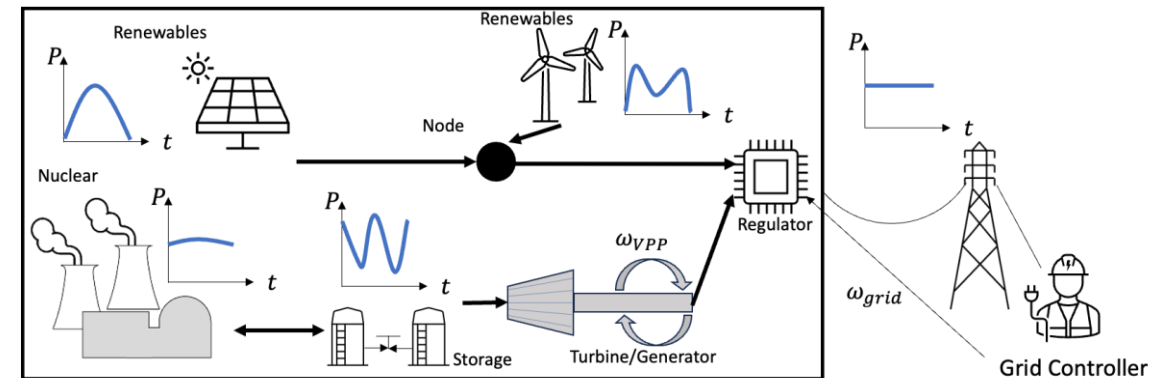 Renewables
P
t
Renewables
P
t
Node
P
t
Nuclear
P
t
P
t
Storage
ω_VPP
Turbine/Generator
Regulator
ω_grid
Grid Controller